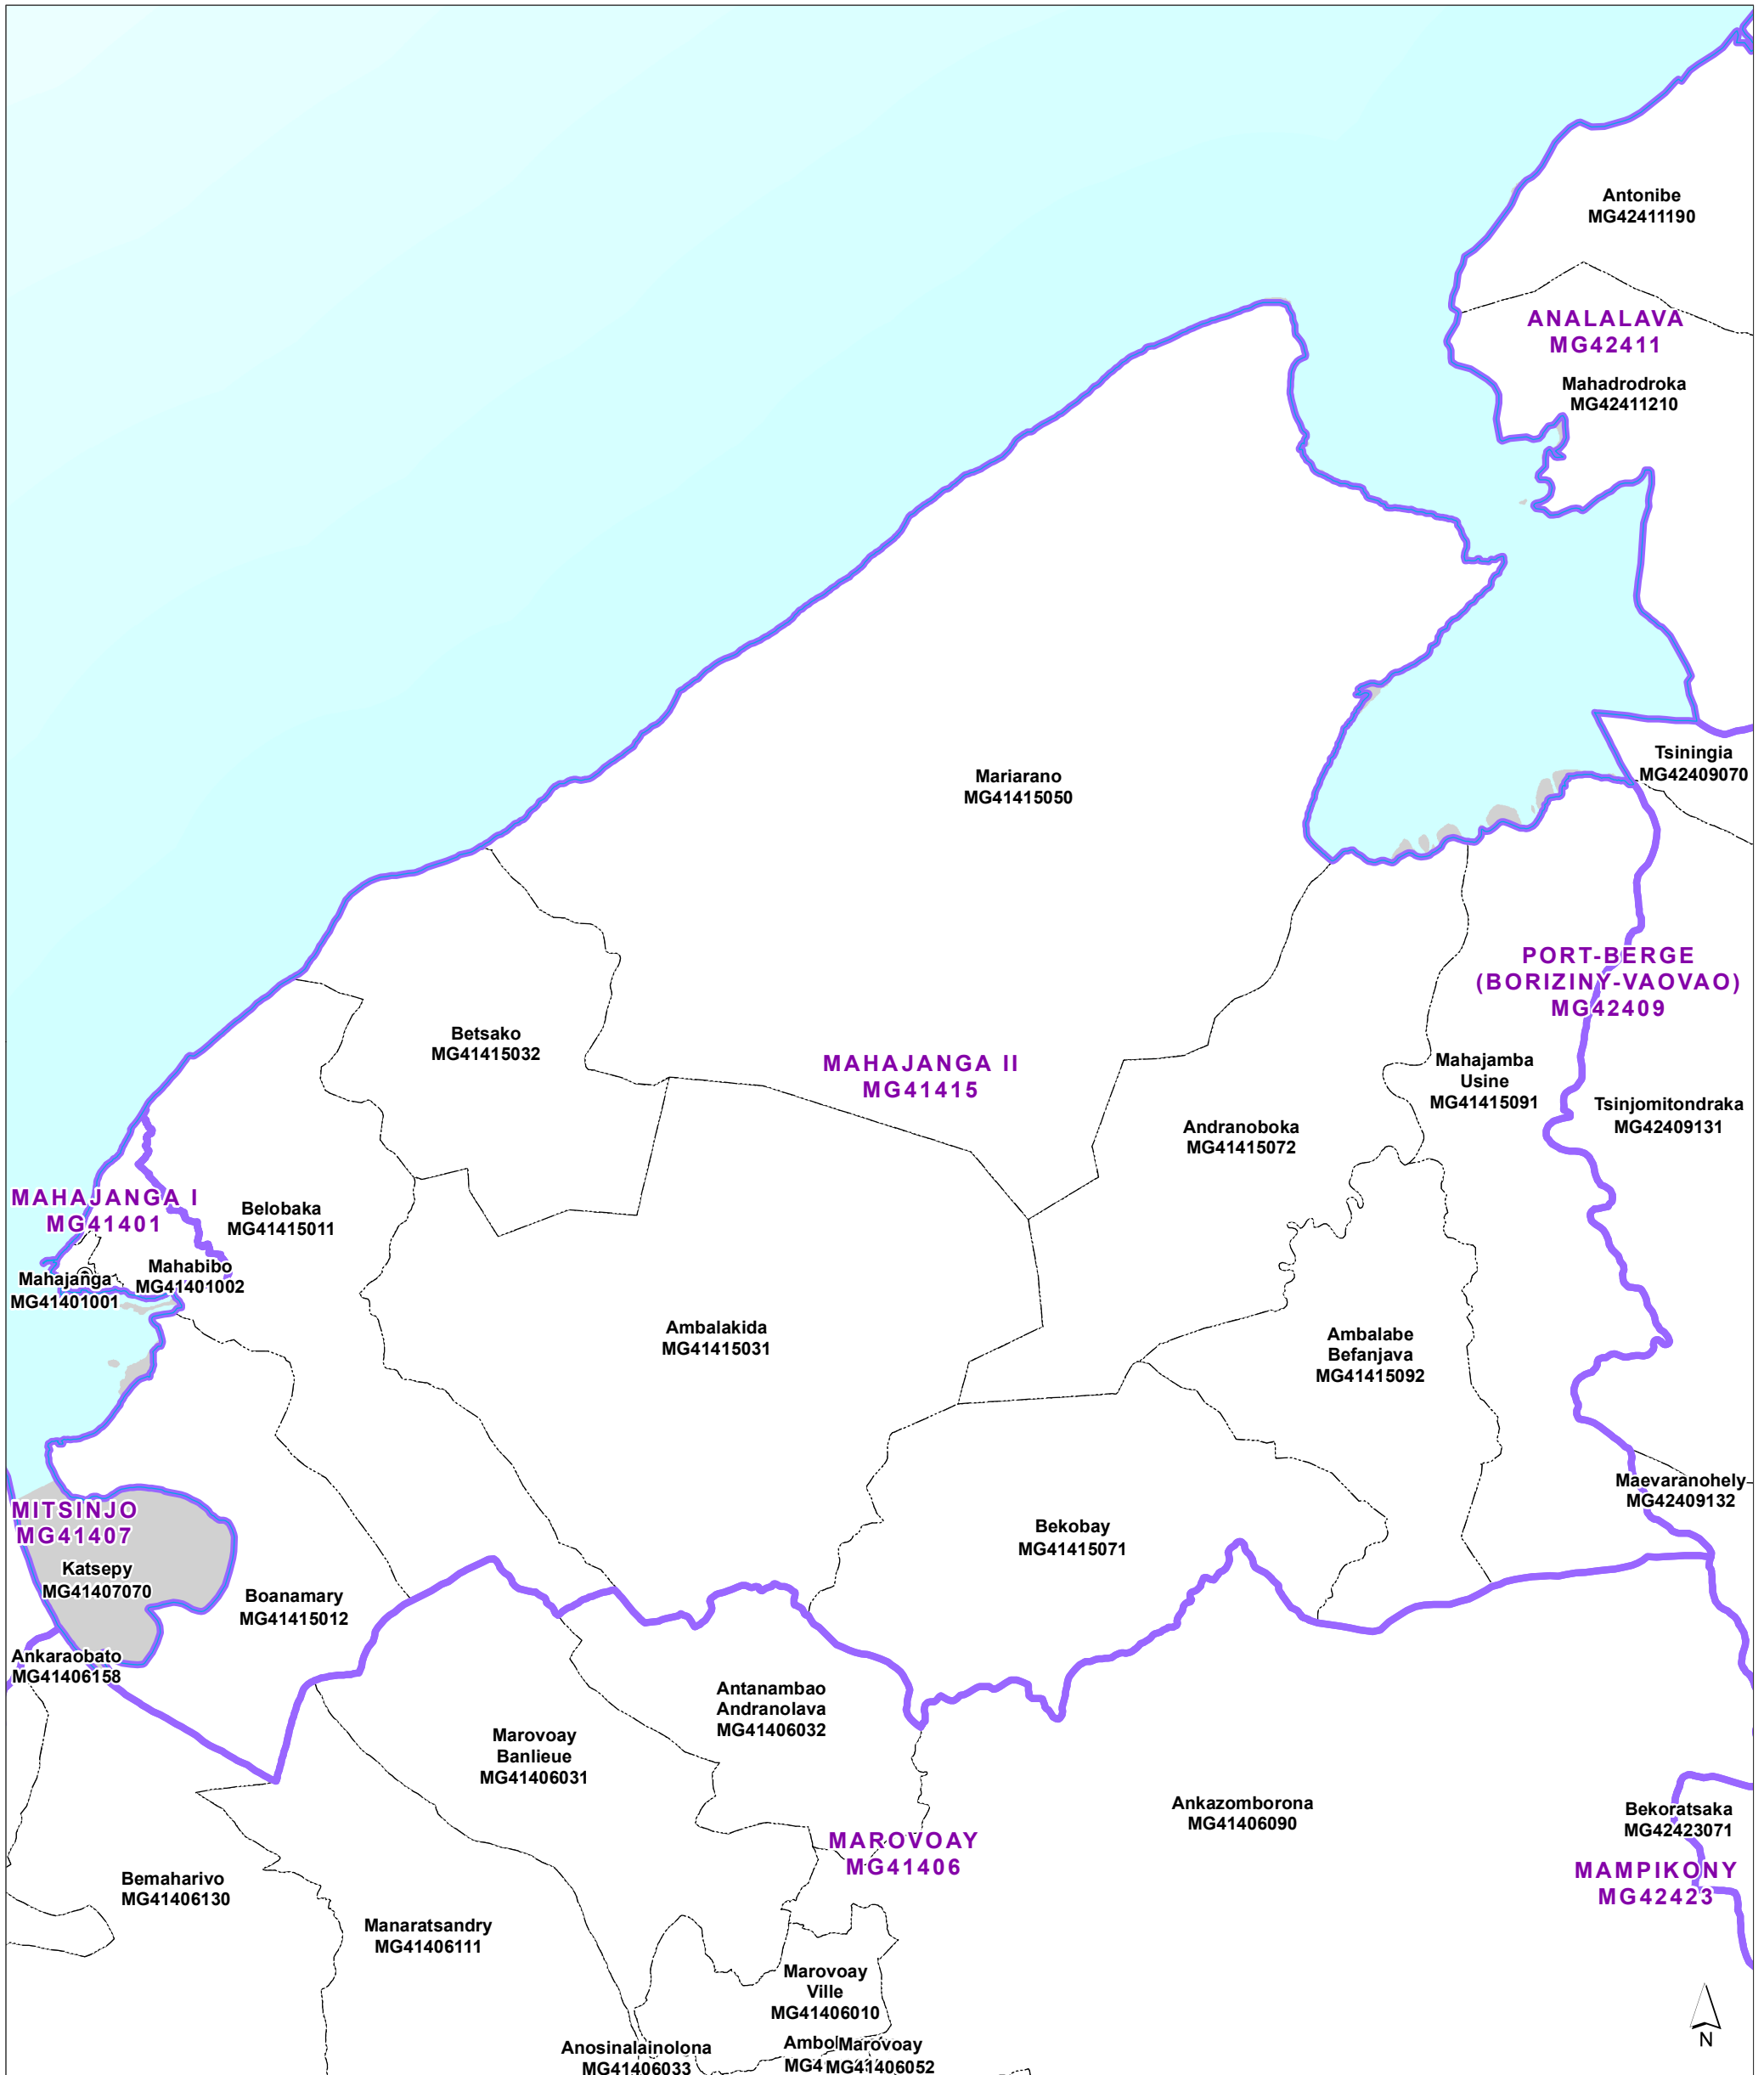 Antonibe
MG42411190
ANALALAVA
MG42411
Mahadrodroka
MG42411210
Tsiningia
MG42409070
Mariarano
MG41415050
PORT-BERGE
(BORIZINY-VAOVAO)
MG42409
Betsako
MG41415032
MAHAJANGA II
MG41415
Mahajamba
Usine
MG41415091
Tsinjomitondraka
MG42409131
Andranoboka
MG41415072
MAHAJANGA I
MG41401
Belobaka
MG41415011
Mahabibo
MG41401002
Mahajanga
MG41401001
Ambalakida
MG41415031
Ambalabe
Befanjava
MG41415092
Maevaranohely
MG42409132
MITSINJO
MG41407
Katsepy
MG41407070
Bekobay
MG41415071
Boanamary
MG41415012
Ankaraobato
MG41406158
Antanambao
Andranolava
MG41406032
Marovoay
Banlieue
MG41406031
Ankazomborona
MG41406090
Bekoratsaka
MG42423071
MAROVOAY
MG41406
MAMPIKONY
MG42423
Bemaharivo
MG41406130
Manaratsandry
MG41406111
Marovoay
Ville
MG41406010
Anosinalainolona
MG41406033
Marovoay
MG41406052
N